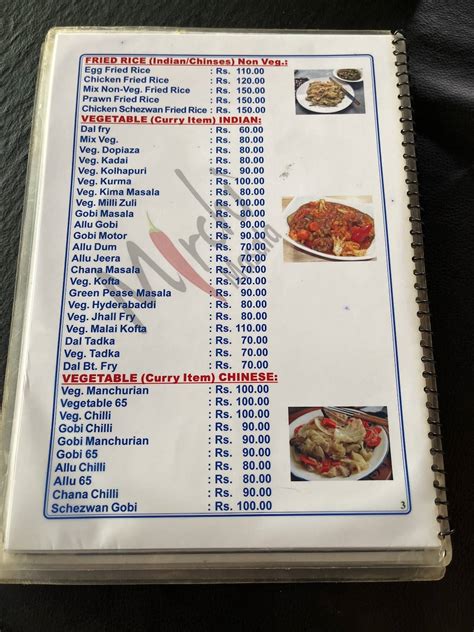 FRIED RICE (Indian/Chinses) Non Veg.:
Egg Fried Rice : Rs. 110.00
Chicken Fried Rice : Rs. 120.00
Mix Non-Veg. Fried Rice : Rs. 150.00
Prawn Fried Rice : Rs. 150.00
Chicken Schezwan Fried Rice : Rs. 150.00
VEGETABLE (Curry Item) INDIAN:
Dal fry : Rs. 60.00
Mix Veg. : Rs. 80.00
Veg. Dopiaza : Rs. 80.00
Veg. Kadai : Rs. 80.00
Veg. Kolhapuri : Rs. 90.00
Veg. Kurma : Rs. 80.00
Veg. Kima Masala : Rs. 80.00
Veg. Milli Zuli : Rs. 80.00
Gobi Masala : Rs. 90.00
Allu Gobi : Rs. 90.00
Gobi Motor : Rs. 90.00
Allu Dum : Rs. 70.00
Allu Jeera : Rs. 70.00
Chana Masala : Rs. 70.00
Veg. Kofta : Rs. 120.00
Green Pease Masala : Rs. 90.00
Veg. Hyderabaddi : Rs. 80.00
Veg. Jhall Fry : Rs. 80.00
Veg. Malai Kofta : Rs. 110.00
Dal Tadka : Rs. 70.00
Veg. Tadka : Rs. 70.00
Dal Bt. Fry : Rs. 70.00
VEGETABLE (Curry Item) CHINESE:
Veg. Manchurian : Rs. 100.00
Vegetable 65 : Rs. 100.00
Veg. Chilli : Rs. 100.00
Gobi Chilli : Rs. 90.00
Gobi Manchurian : Rs. 90.00
Gobi 65 : Rs. 90.00
Allu Chilli : Rs. 80.00
Allu 65 : Rs. 80.00
Chana Chilli : Rs. 90.00
Schezwan Gobi : Rs. 100.00
3